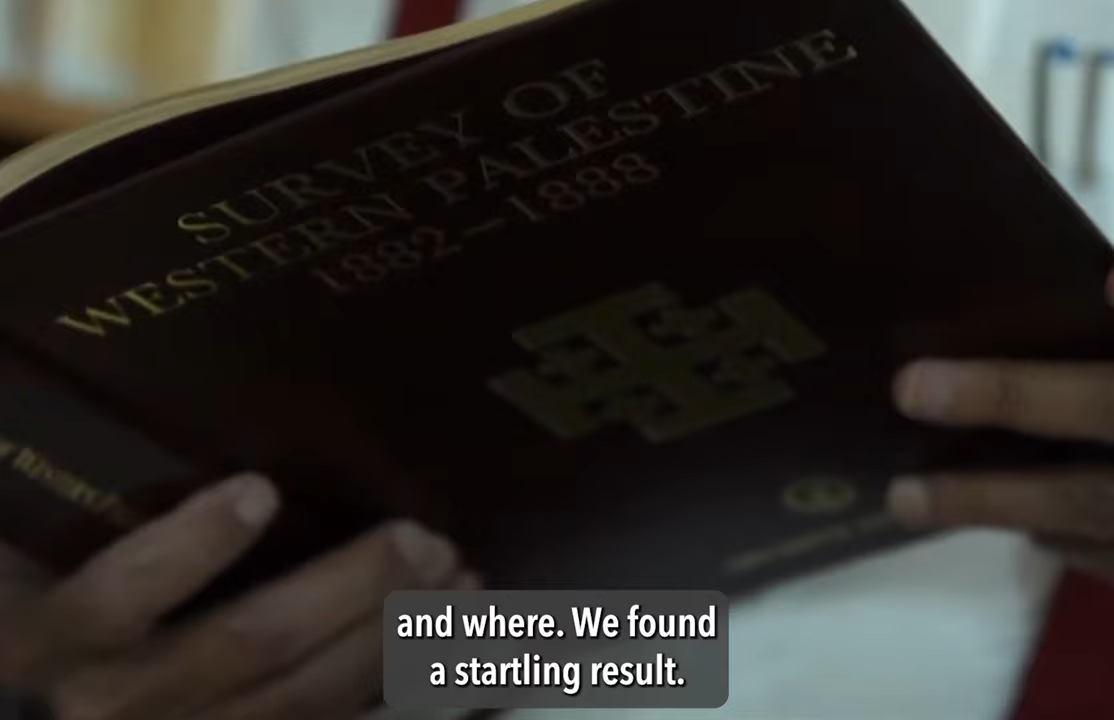 SURVEY OF
WESTERN PALESTINE
1882—1888
and where. We found
a startling result.